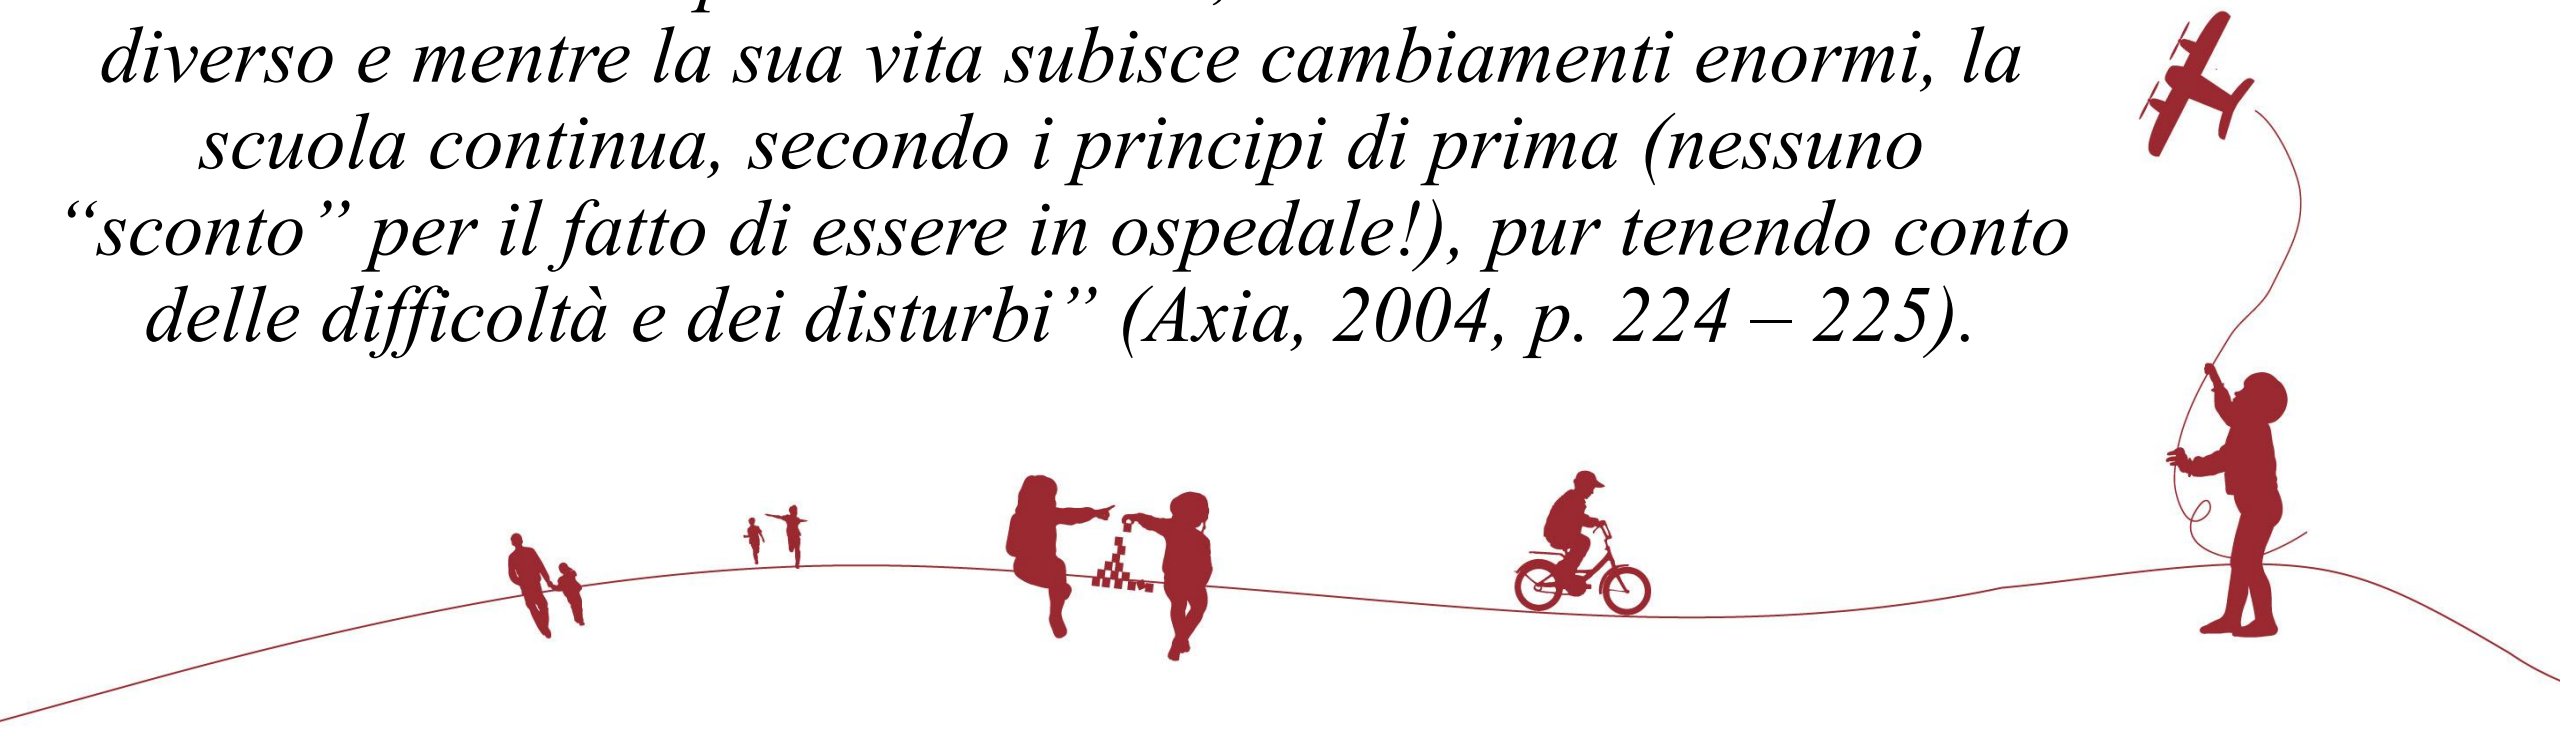 diverso e mentre la sua vita subisce cambiamenti enormi, la
scuola continua, secondo i principi di prima (nessuno
“sconto” per il fatto di essere in ospedale!), pur tenendo conto
delle difficoltà e dei disturbi” (Axia, 2004, p. 224 – 225).